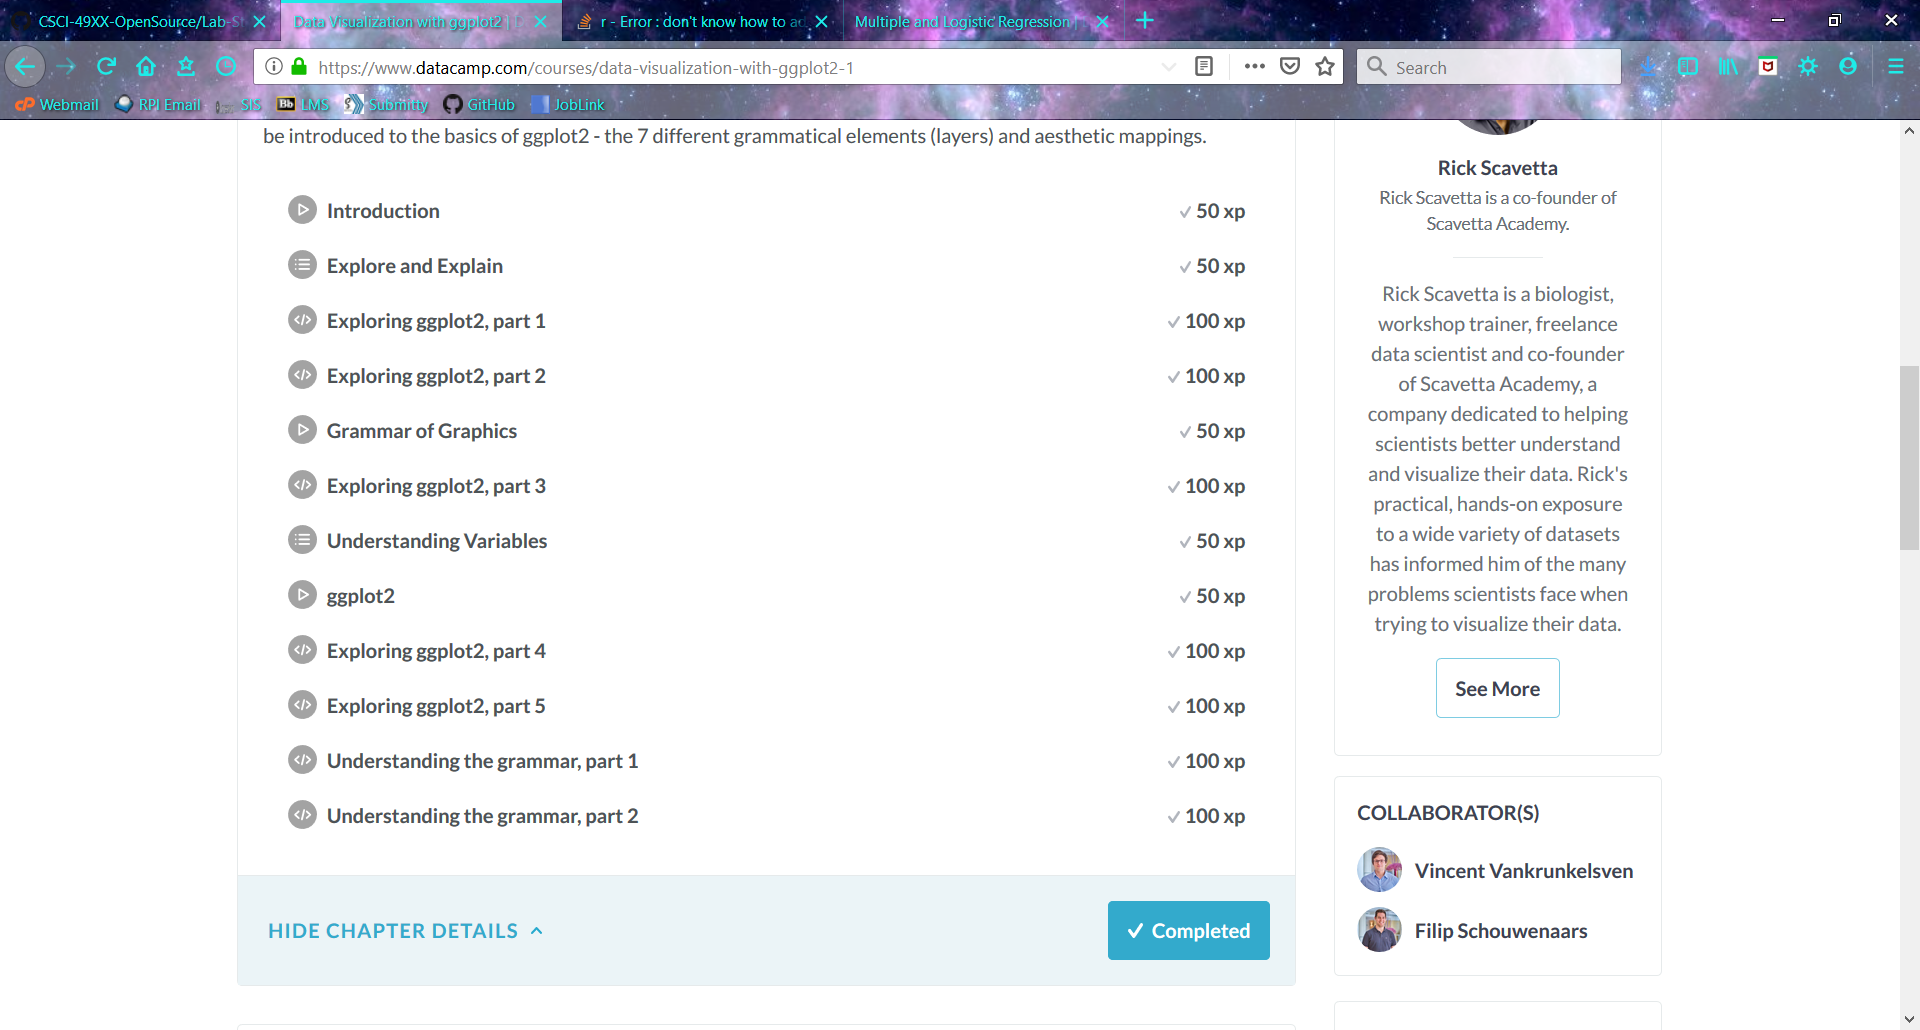 CSCI-49XX-OpenSource/Lab-S
Data Visualization with ggplot2 |
r - Error : don't know how to ad
Multiple and Logistic Regression |
https://www.datacamp.com/courses/data-visualization-with-ggplot2-1
Search
Webmail
RPI Email
SIS
Bb LMS
Submitty
GitHub
JobLink
be introduced to the basics of ggplot2 - the 7 different grammatical elements (layers) and aesthetic mappings.
Introduction 50 xp
Explore and Explain 50 xp
Exploring ggplot2, part 1 100 xp
Exploring ggplot2, part 2 100 xp
Grammar of Graphics 50 xp
Exploring ggplot2, part 3 100 xp
Understanding Variables 50 xp
ggplot2 50 xp
Exploring ggplot2, part 4 100 xp
Exploring ggplot2, part 5 100 xp
Understanding the grammar, part 1 100 xp
Understanding the grammar, part 2 100 xp
HIDE CHAPTER DETAILS
Completed
Rick Scavetta
Rick Scavetta is a co-founder of
Scavetta Academy.
Rick Scavetta is a biologist,
workshop trainer, freelance
data scientist and co-founder
of Scavetta Academy, a
company dedicated to helping
scientists better understand
and visualize their data. Rick's
practical, hands-on exposure
to a wide variety of datasets
has informed him of the many
problems scientists face when
trying to visualize their data.
See More
COLLABORATOR(S)
Vincent Vankrunkelsven
Filip Schouwenaars